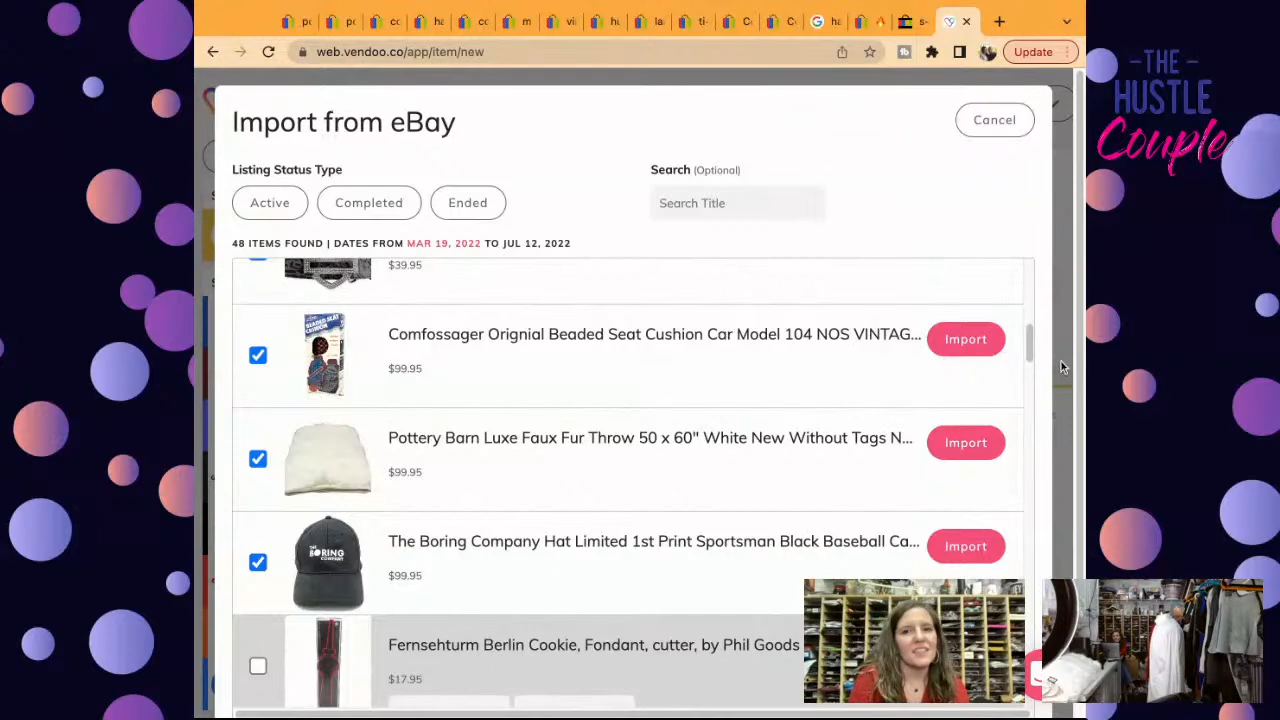 web.vendoo.co/app/item/new
Update
-THE-
HUSTLE
Couple
Import from eBay
Cancel
Listing Status Type
Search (Optional)
Active
Completed
Ended
Search Title
48 ITEMS FOUND | DATES FROM MAR 19, 2022 TO JUL 12, 2022
$39.95
Comfossager Orignial Beaded Seat Cushion Car Model 104 NOS VINTAG...
Import
$99.95
Pottery Barn Luxe Faux Fur Throw 50 x 60" White New Without Tags N...
Import
$99.95
The Boring Company Hat Limited 1st Print Sportsman Black Baseball Ca...
Import
$99.95
THE BORING COMPANY
Fernsehturm Berlin Cookie, Fondant, cutter, by Phil Goods
$17.95